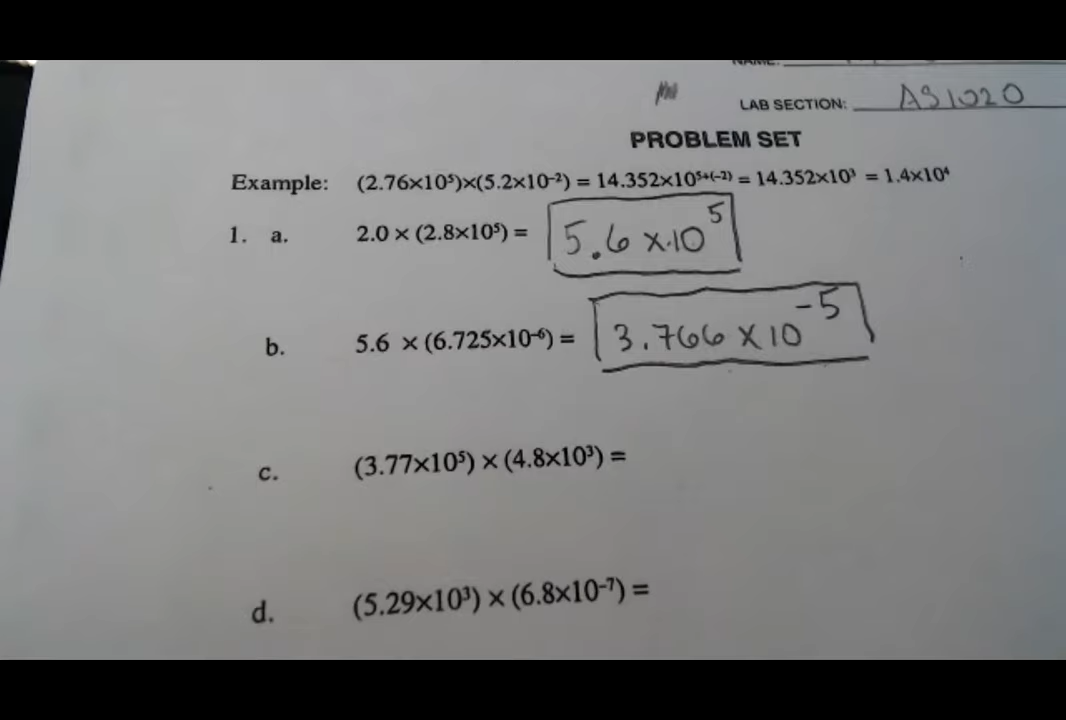 NAME:
LAB SECTION: AS1020
PROBLEM SET
Example: (2.76×10⁵)×(5.2×10⁻²) = 14.352×10⁵⁺⁽⁻²⁾ = 14.352×10³ = 1.4×10⁴
1. a. 2.0 × (2.8×10⁵) = 5.6 x 10⁵
b. 5.6 × (6.725×10⁻⁶) = 3.766 x 10⁻⁵
c. (3.77×10⁵) × (4.8×10³) =
d. (5.29×10³) × (6.8×10⁻⁷) =